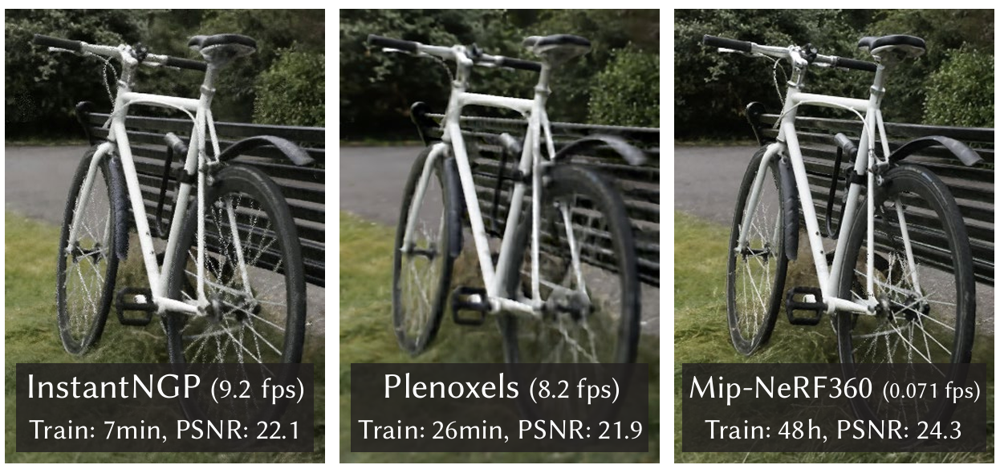 InstantNGP (9.2 fps)
Train: 7min, PSNR: 22.1
Plenoxels (8.2 fps)
Train: 26min, PSNR: 21.9
Mip-NeRF360 (0.071 fps)
Train: 48h, PSNR: 24.3